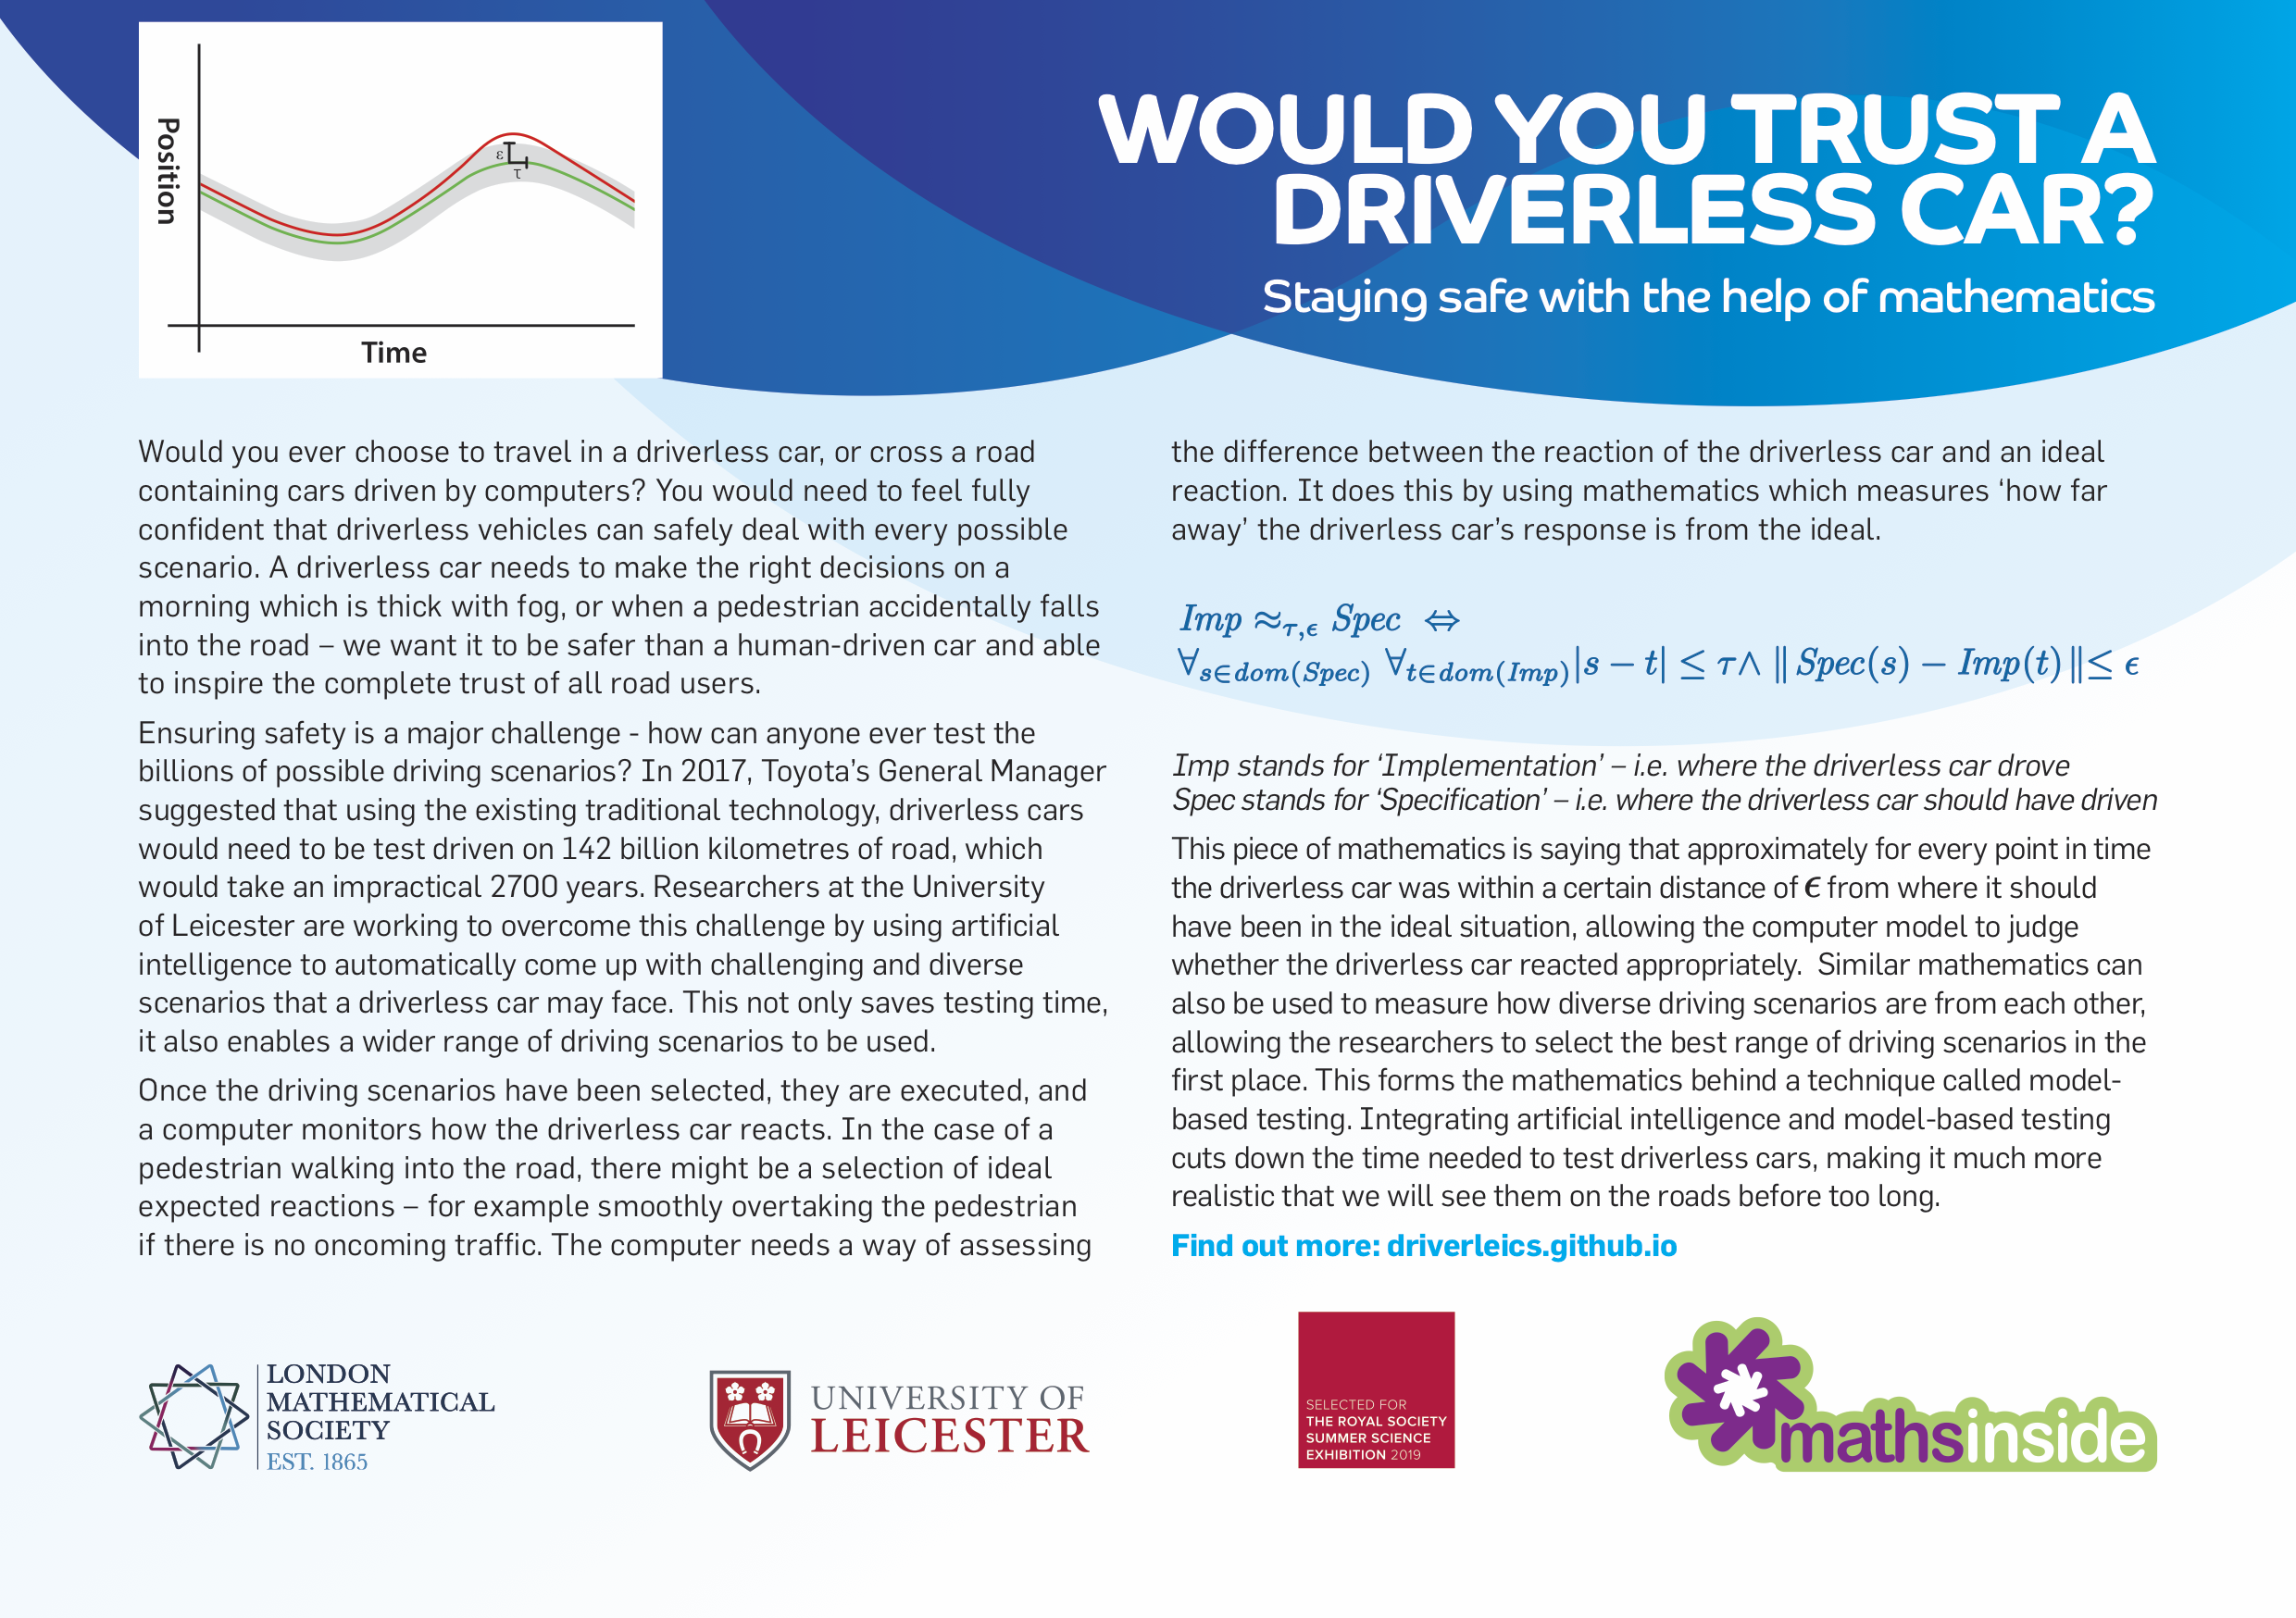 Position
ε
τ
Time
WOULD YOU TRUST A
DRIVERLESS CAR?
Staying safe with the help of mathematics
Would you ever choose to travel in a driverless car, or cross a road
containing cars driven by computers? You would need to feel fully
confident that driverless vehicles can safely deal with every possible
scenario. A driverless car needs to make the right decisions on a
morning which is thick with fog, or when a pedestrian accidentally falls
into the road – we want it to be safer than a human-driven car and able
to inspire the complete trust of all road users.
Ensuring safety is a major challenge - how can anyone ever test the
billions of possible driving scenarios? In 2017, Toyota’s General Manager
suggested that using the existing traditional technology, driverless cars
would need to be test driven on 142 billion kilometres of road, which
would take an impractical 2700 years. Researchers at the University
of Leicester are working to overcome this challenge by using artificial
intelligence to automatically come up with challenging and diverse
scenarios that a driverless car may face. This not only saves testing time,
it also enables a wider range of driving scenarios to be used.
Once the driving scenarios have been selected, they are executed, and
a computer monitors how the driverless car reacts. In the case of a
pedestrian walking into the road, there might be a selection of ideal
expected reactions – for example smoothly overtaking the pedestrian
if there is no oncoming traffic. The computer needs a way of assessing
the difference between the reaction of the driverless car and an ideal
reaction. It does this by using mathematics which measures ‘how far
away’ the driverless car’s response is from the ideal.
Imp ≈τ,ϵ Spec ⇔
∀s∈dom(Spec) ∀t∈dom(Imp)|s − t| ≤ τ∧ ∥ Spec(s) − Imp(t) ∥≤ ϵ
Imp stands for ‘Implementation’ – i.e. where the driverless car drove
Spec stands for ‘Specification’ – i.e. where the driverless car should have driven
This piece of mathematics is saying that approximately for every point in time
the driverless car was within a certain distance of ϵ from where it should
have been in the ideal situation, allowing the computer model to judge
whether the driverless car reacted appropriately.  Similar mathematics can
also be used to measure how diverse driving scenarios are from each other,
allowing the researchers to select the best range of driving scenarios in the
first place. This forms the mathematics behind a technique called model-
based testing. Integrating artificial intelligence and model-based testing
cuts down the time needed to test driverless cars, making it much more
realistic that we will see them on the roads before too long.
Find out more: driverleics.github.io
LONDON
MATHEMATICAL
SOCIETY
EST. 1865
UNIVERSITY OF
LEICESTER
SELECTED FOR
THE ROYAL SOCIETY
SUMMER SCIENCE
EXHIBITION 2019
mathsinside